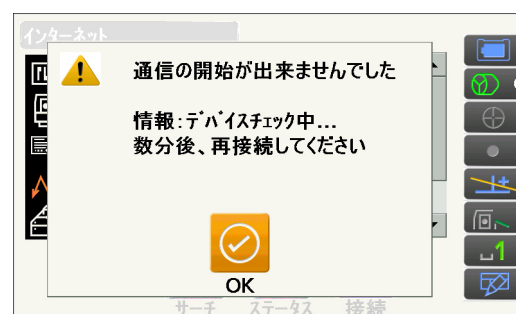 インターネット
通信の開始が出来ませんでした
情報:ﾃﾞﾊﾞｲｽﾁｪｯｸ中...
数分後、再接続してください
OK
サーチ ステータス 接続
1